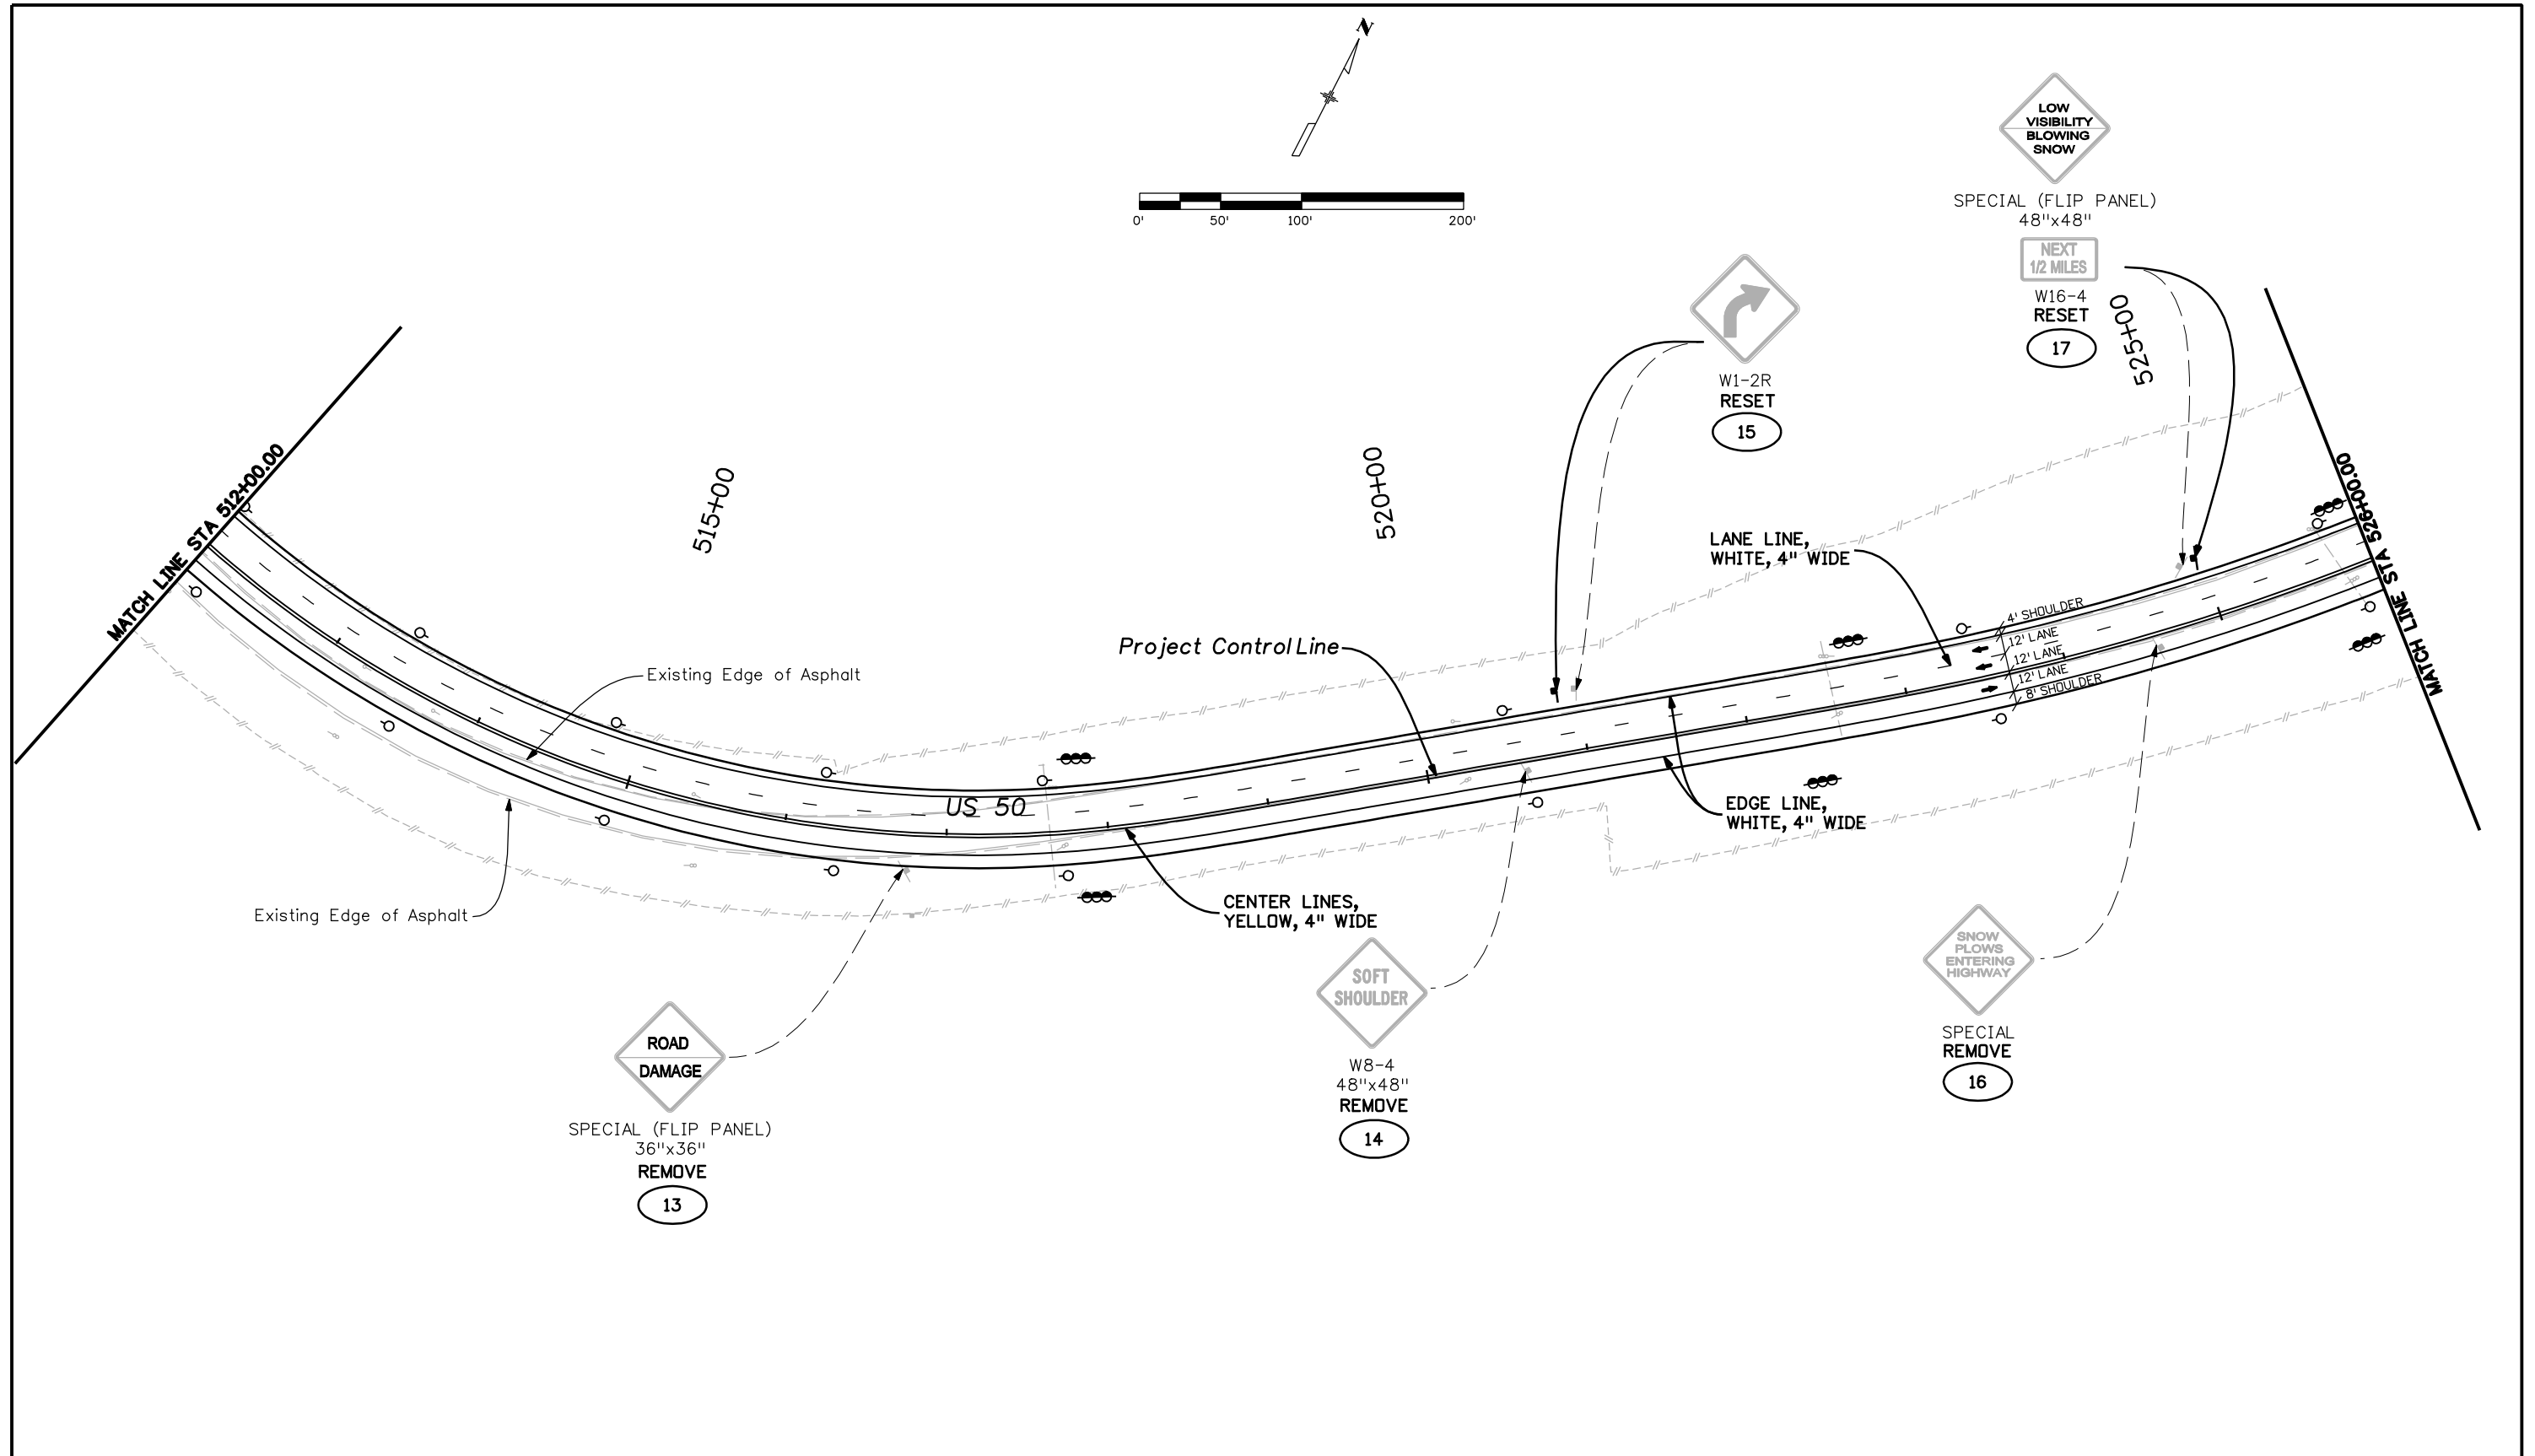 N
0' 50' 100' 200'
LOW
VISIBILITY
BLOWING
SNOW
SPECIAL (FLIP PANEL)
48"x48"
NEXT
1/2 MILES
W16-4
RESET
17
525+00
W1-2R
RESET
15
MATCH LINE STA 512+00.00
515+00
520+00
MATCH LINE STA 526+00.00
LANE LINE,
WHITE, 4" WIDE
4' SHOULDER
12' LANE
12' LANE
12' LANE
8' SHOULDER
Project Control Line
Existing Edge of Asphalt
US 50
EDGE LINE,
WHITE, 4" WIDE
CENTER LINES,
YELLOW, 4" WIDE
Existing Edge of Asphalt
ROAD
DAMAGE
SPECIAL (FLIP PANEL)
36"x36"
REMOVE
13
SOFT
SHOULDER
W8-4
48"x48"
REMOVE
14
SNOW
PLOWS
ENTERING
HIGHWAY
SPECIAL
REMOVE
16